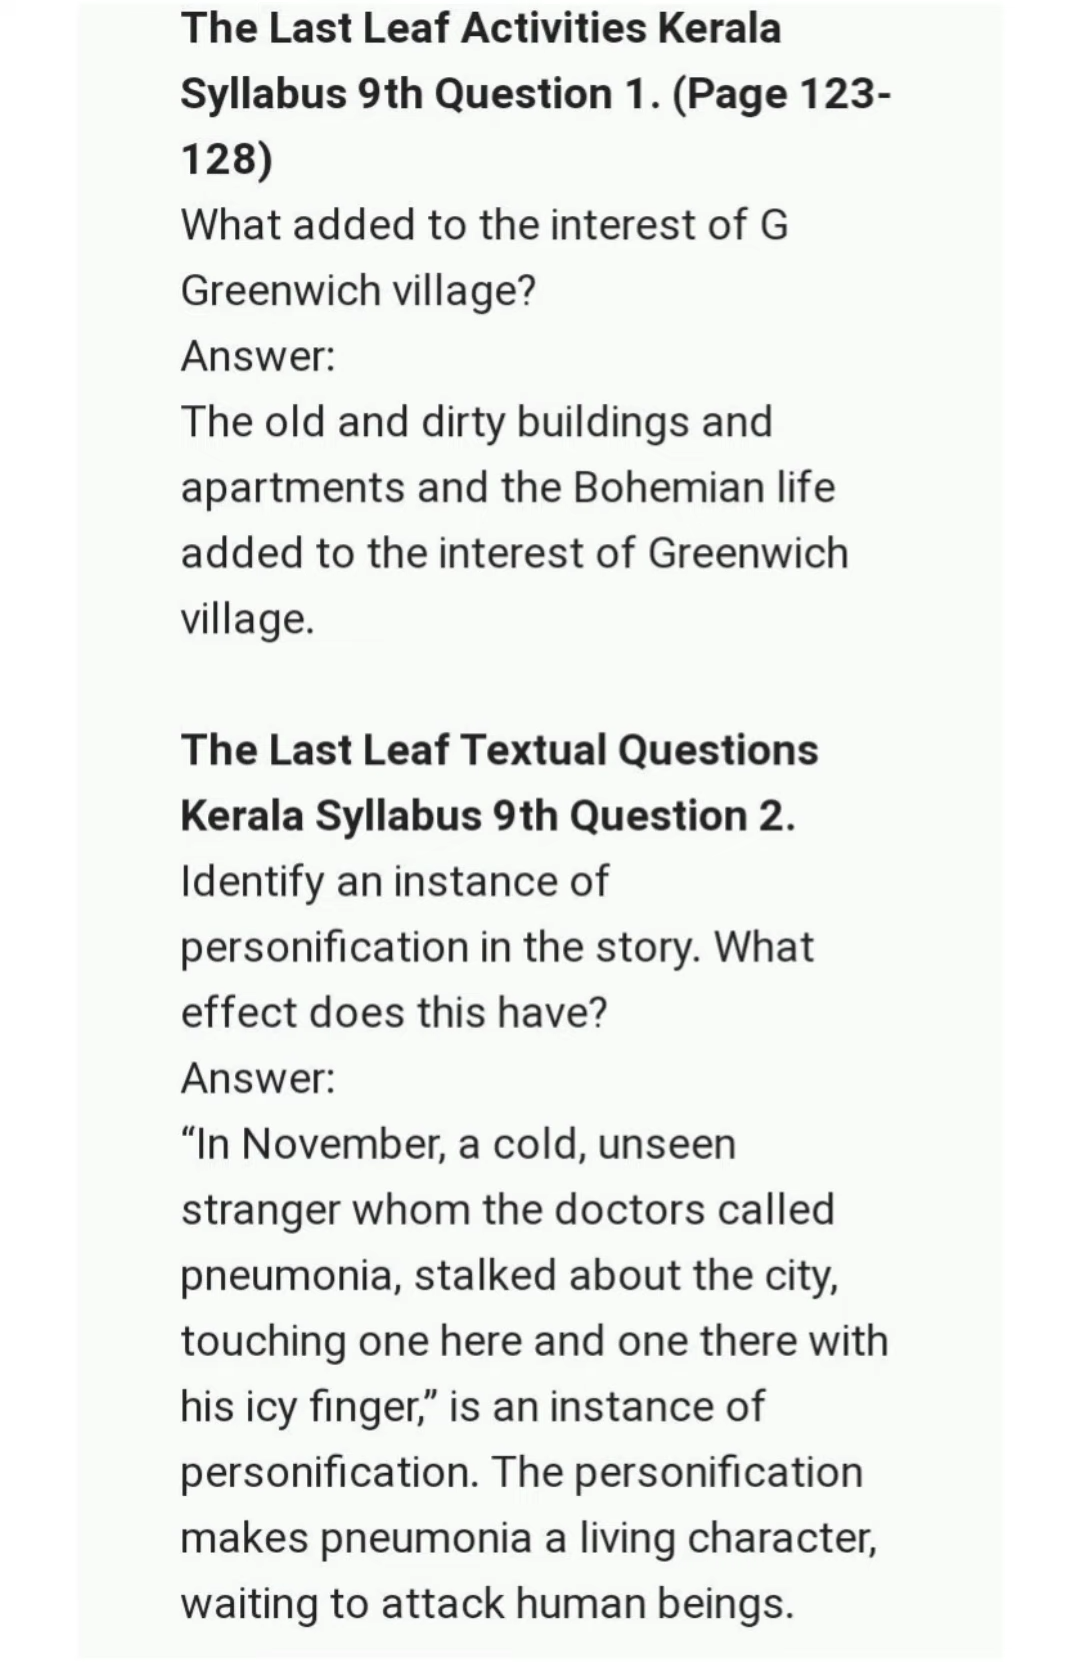 The Last Leaf Activities Kerala
Syllabus 9th Question 1. (Page 123-
128)
What added to the interest of G
Greenwich village?
Answer:
The old and dirty buildings and
apartments and the Bohemian life
added to the interest of Greenwich
village.
The Last Leaf Textual Questions
Kerala Syllabus 9th Question 2.
Identify an instance of
personification in the story. What
effect does this have?
Answer:
“In November, a cold, unseen
stranger whom the doctors called
pneumonia, stalked about the city,
touching one here and one there with
his icy finger,” is an instance of
personification. The personification
makes pneumonia a living character,
waiting to attack human beings.